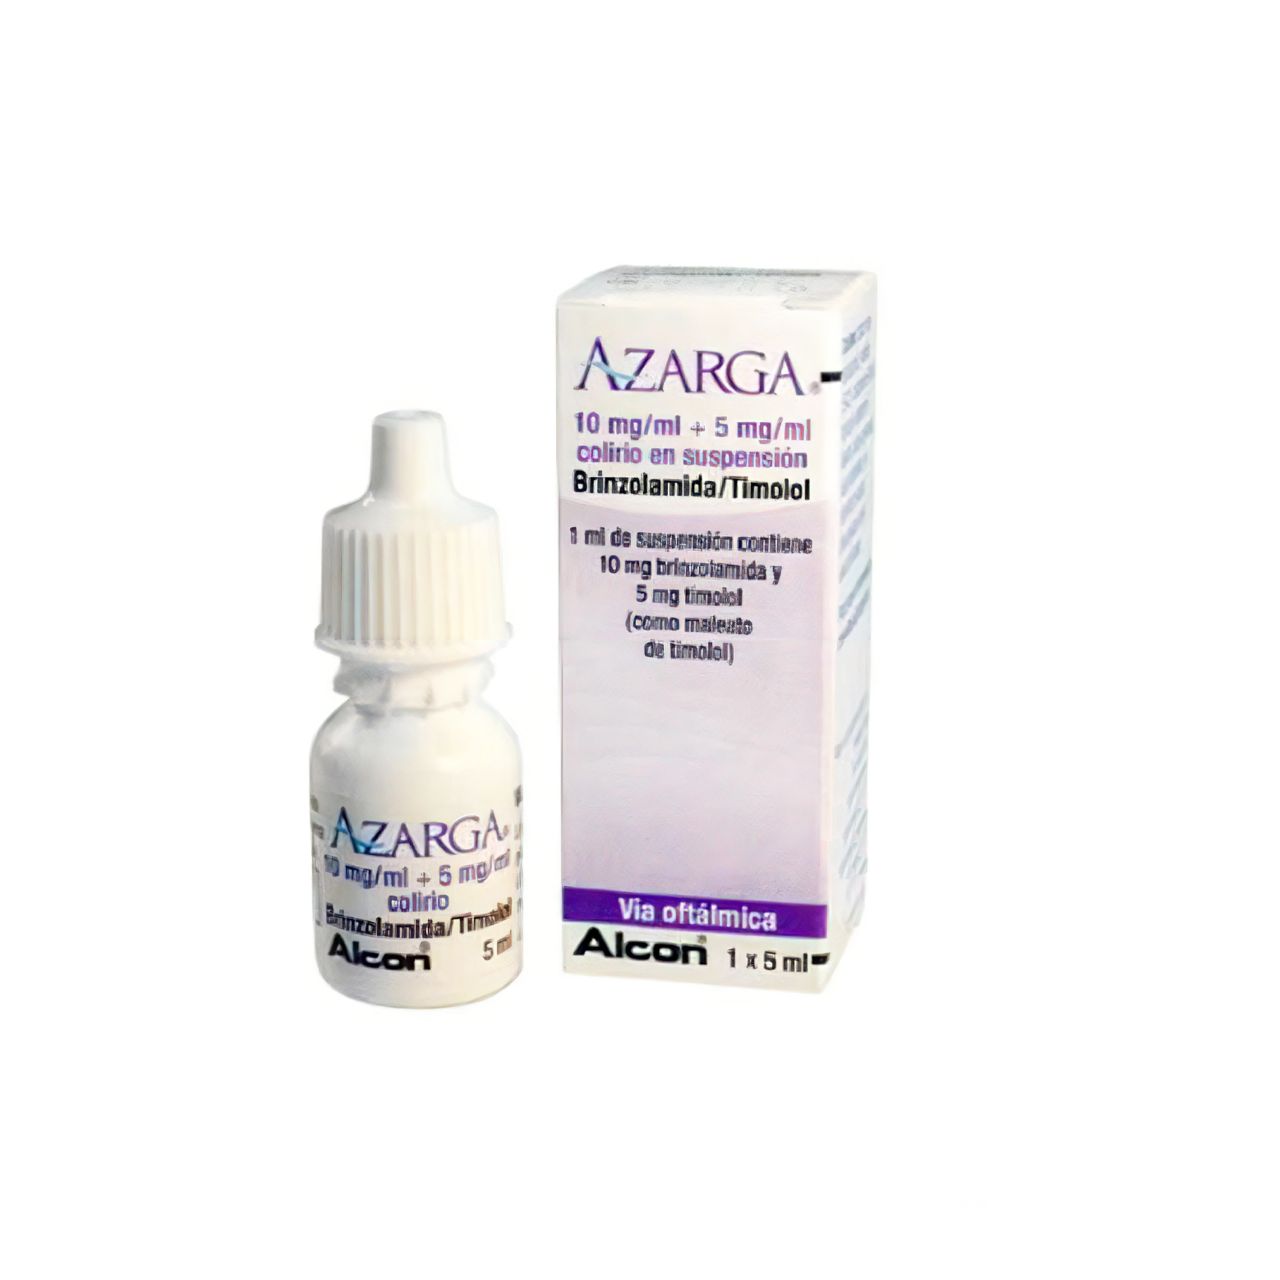 AZARGA®
10 mg/ml + 5 mg/ml
colirio en suspensión
Brinzolamida/Timolol
1 ml de suspensión contiene
10 mg brinzolamida y
5 mg timolol
(como maleato
de timolol)
Via oftálmica
Alcon® 1 x 5 ml
AZARGA®
10 mg/ml + 5 mg/ml
colirio
Brinzolamida/Timolol
Alcon® 5 ml